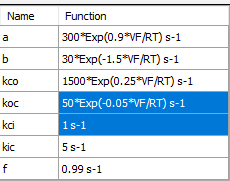 Name Function
a 300*Exp(0.9*VF/RT) s-1
b 30*Exp(-1.5*VF/RT) s-1
kco 1500*Exp(0.25*VF/RT) s-1
koc 50*Exp(-0.05*VF/RT) s-1
kci 1 s-1
kic 5 s-1
f 0.99 s-1